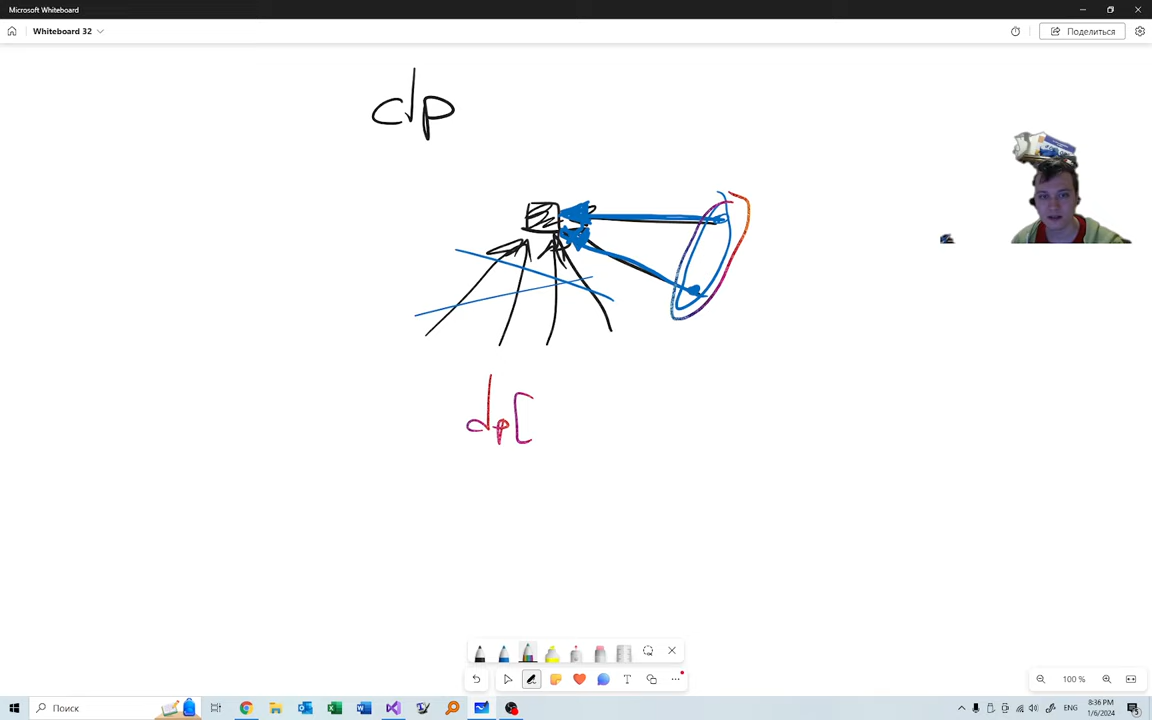 Microsoft Whiteboard
Whiteboard 32
Поделиться
dp
dp[
100 %
Поиск
ENG
8:36 PM
1/6/2024